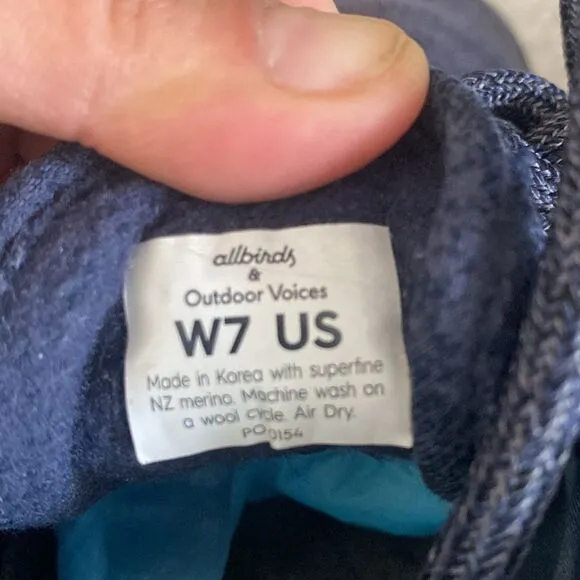 allbirds
&
Outdoor Voices
W7 US
Made in Korea with superfine
NZ merino. Machine wash on
a wool cycle. Air Dry.
PO0154